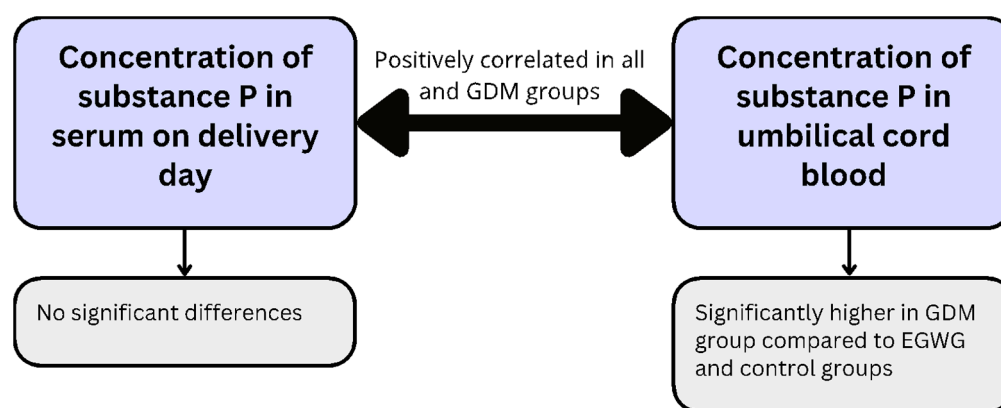 Concentration of
substance P in
serum on delivery
day
Positively correlated in all
and GDM groups
Concentration of
substance P in
umbilical cord
blood
No significant differences
Significantly higher in GDM
group compared to EGWG
and control groups